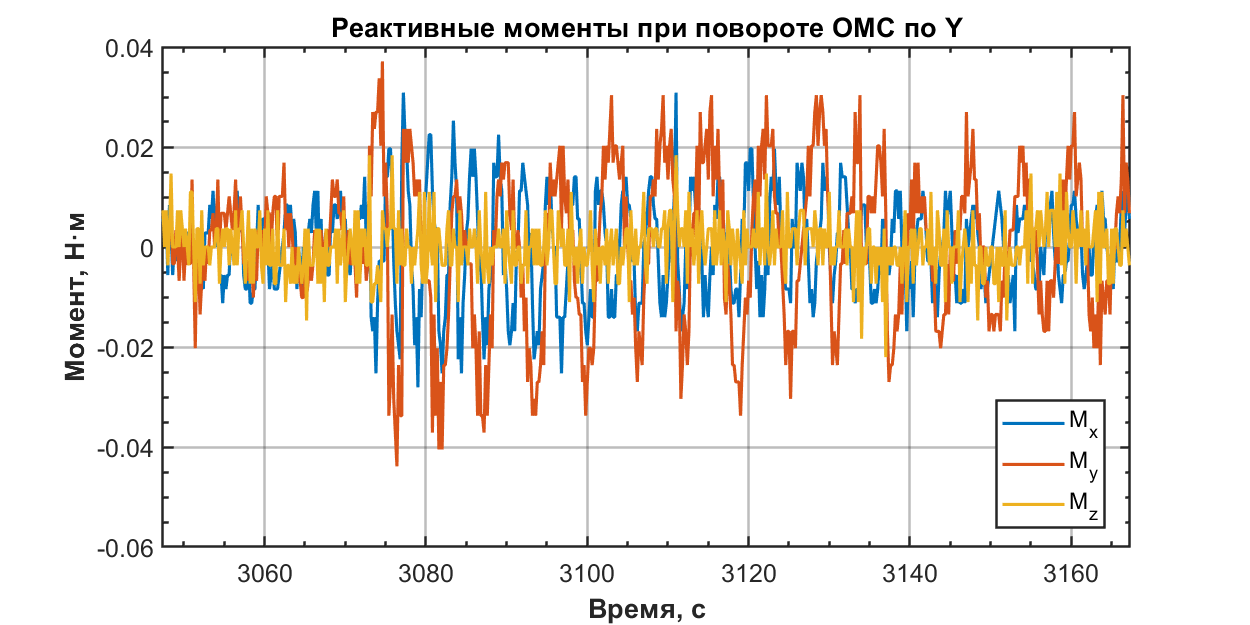 Реактивные моменты при повороте ОМС по Y
Момент, Н·м
0.04
0.02
0
-0.02
-0.04
-0.06
3060 3080 3100 3120 3140 3160
Время, с
Mx
My
Mz